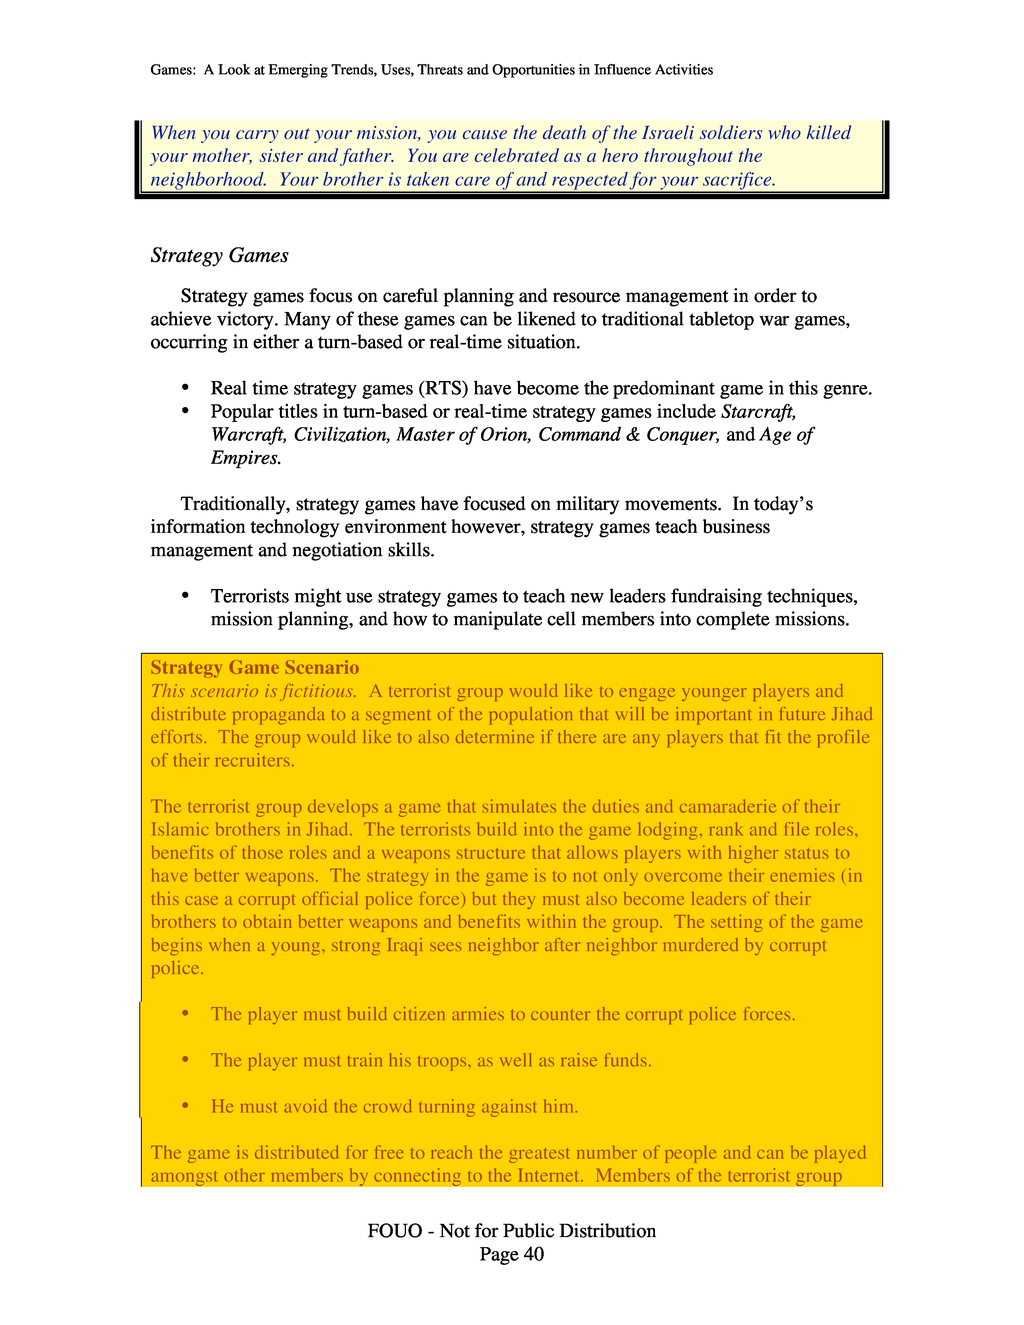 Games: A Look at Emerging Trends, Uses, Threats and Opportunities in Influence Activities
When you carry out your mission, you cause the death of the Israeli soldiers who killed
your mother, sister and father. You are celebrated as a hero throughout the
neighborhood. Your brother is taken care of and respected for your sacrifice.
Strategy Games
Strategy games focus on careful planning and resource management in order to
achieve victory. Many of these games can be likened to traditional tabletop war games,
occurring in either a turn-based or real-time situation.
• Real time strategy games (RTS) have become the predominant game in this genre.
• Popular titles in turn-based or real-time strategy games include Starcraft,
Warcraft, Civilization, Master of Orion, Command & Conquer, and Age of
Empires.
Traditionally, strategy games have focused on military movements. In today's
information technology environment however, strategy games teach business
management and negotiation skills.
• Terrorists might use strategy games to teach new leaders fundraising techniques,
mission planning, and how to manipulate cell members into complete missions.
Strategy Game Scenario
This scenario is fictitious. A terrorist group would like to engage younger players and
distribute propaganda to a segment of the population that will be important in future Jihad
efforts. The group would like to also determine if there are any players that fit the profile
of their recruiters.
The terrorist group develops a game that simulates the duties and camaraderie of their
Islamic brothers in Jihad. The terrorists build into the game lodging, rank and file roles,
benefits of those roles and a weapons structure that allows players with higher status to
have better weapons. The strategy in the game is to not only overcome their enemies (in
this case a corrupt official police force) but they must also become leaders of their
brothers to obtain better weapons and benefits within the group. The setting of the game
begins when a young, strong Iraqi sees neighbor after neighbor murdered by corrupt
police.
• The player must build citizen armies to counter the corrupt police forces.
• The player must train his troops, as well as raise funds.
• He must avoid the crowd turning against him.
The game is distributed for free to reach the greatest number of people and can be played
amongst other members by connecting to the Internet. Members of the terrorist group
FOUO - Not for Public Distribution
Page 40